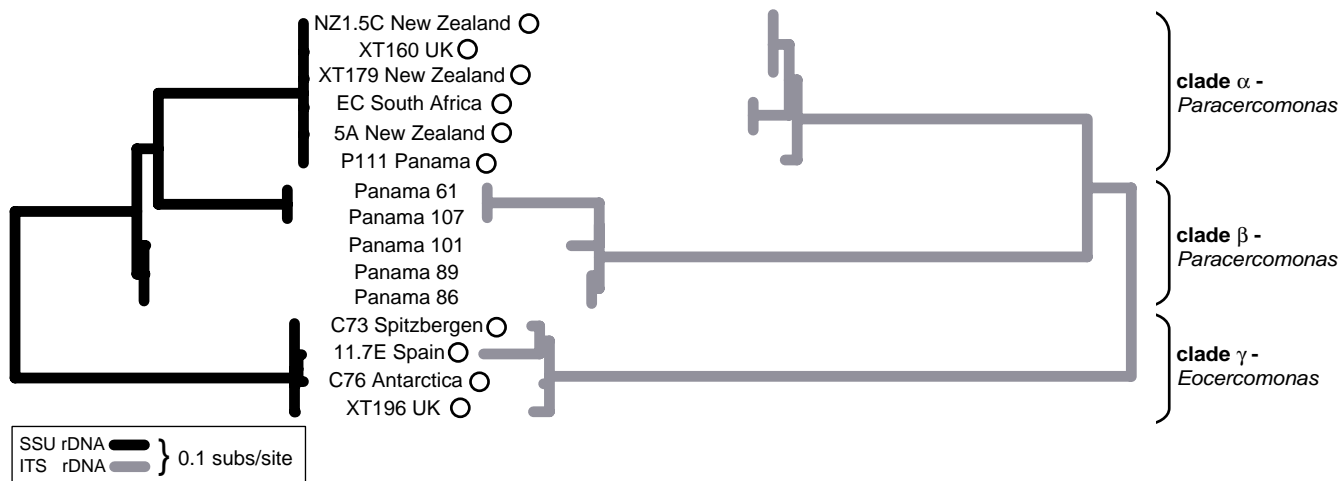 NZ1.5C New Zealand
XT160 UK
XT179 New Zealand
EC South Africa
5A New Zealand
P111 Panama
Panama 61
Panama 107
Panama 101
Panama 89
Panama 86
C73 Spitzbergen
11.7E Spain
C76 Antarctica
XT196 UK
clade α -
Paracercomonas
clade β -
Paracercomonas
clade γ -
Eocercomonas
SSU rDNA
ITS rDNA
} 0.1 subs/site